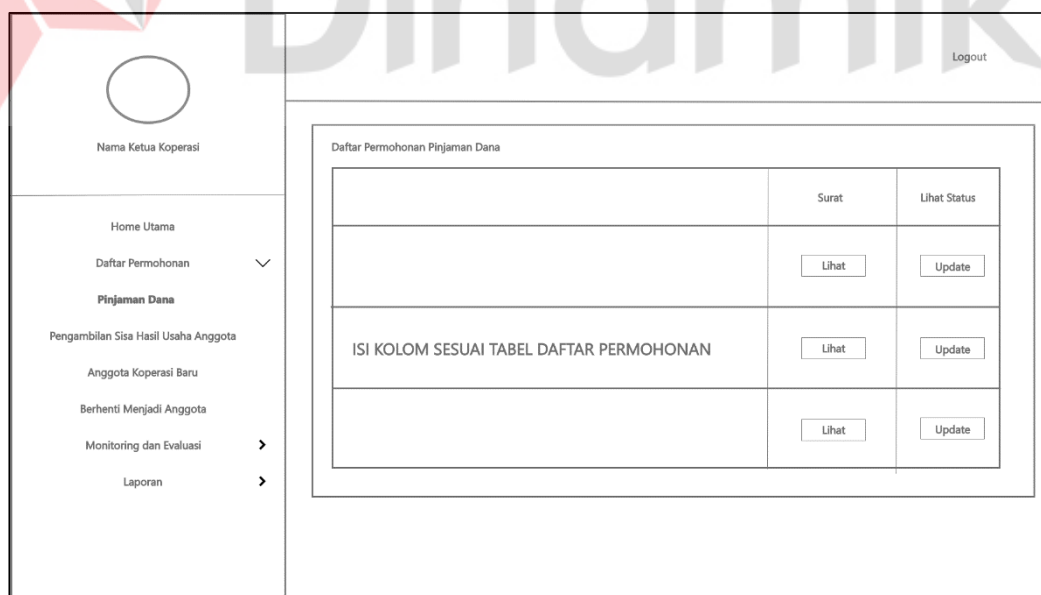 Dinamik
Logout
Nama Ketua Koperasi
Home Utama
Daftar Permohonan
Pinjaman Dana
Pengambilan Sisa Hasil Usaha Anggota
Anggota Koperasi Baru
Berhenti Menjadi Anggota
Monitoring dan Evaluasi
Laporan
Daftar Permohonan Pinjaman Dana
Surat Lihat Status
Lihat Update
ISI KOLOM SESUAI TABEL DAFTAR PERMOHONAN Lihat Update
Lihat Update